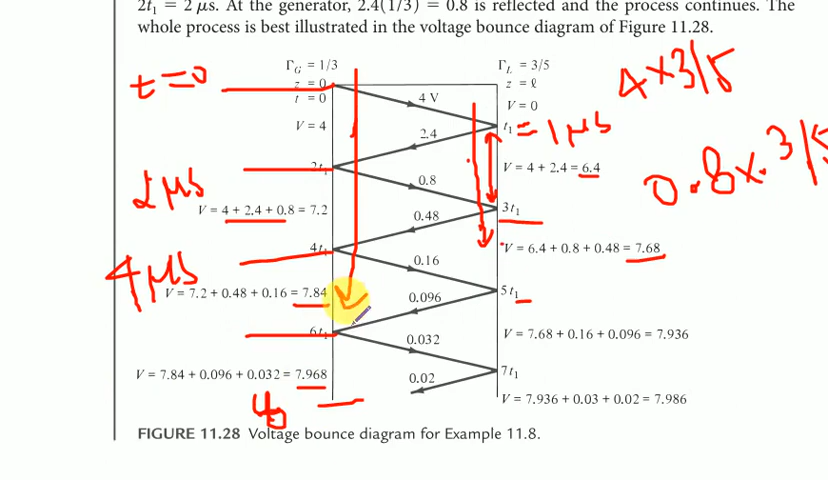 2t₁ = 2 μs. At the generator, 2.4(1/3) = 0.8 is reflected and the process continues. The
whole process is best illustrated in the voltage bounce diagram of Figure 11.28.
Γ_G = 1/3
Γ_L = 3/5
z = 0
z = ℓ
t = 0
t=0
4 V
V = 0
4×3/5
V = 4
t₁
= 1 μs
2.4
2t₁
V = 4 + 2.4 = 6.4
0.8×.3/5
2 μs
0.8
V = 4 + 2.4 + 0.8 = 7.2
3t₁
0.48
4t₁
V = 6.4 + 0.8 + 0.48 = 7.68
4 μs
0.16
V = 7.2 + 0.48 + 0.16 = 7.84
5t₁
0.096
6t₁
V = 7.68 + 0.16 + 0.096 = 7.936
0.032
V = 7.84 + 0.096 + 0.032 = 7.968
7t₁
0.02
V = 7.936 + 0.03 + 0.02 = 7.986
FIGURE 11.28 Voltage bounce diagram for Example 11.8.